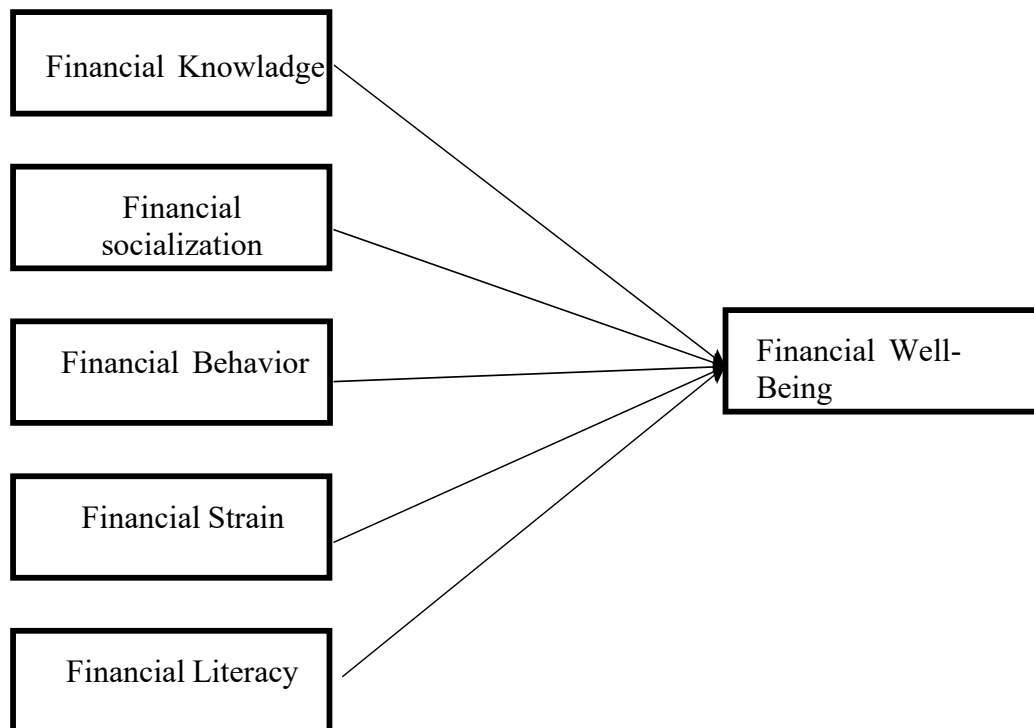 Financial Knowladge
Financial
socialization
Financial Behavior
Financial Well-
Being
Financial Strain
Financial Literacy